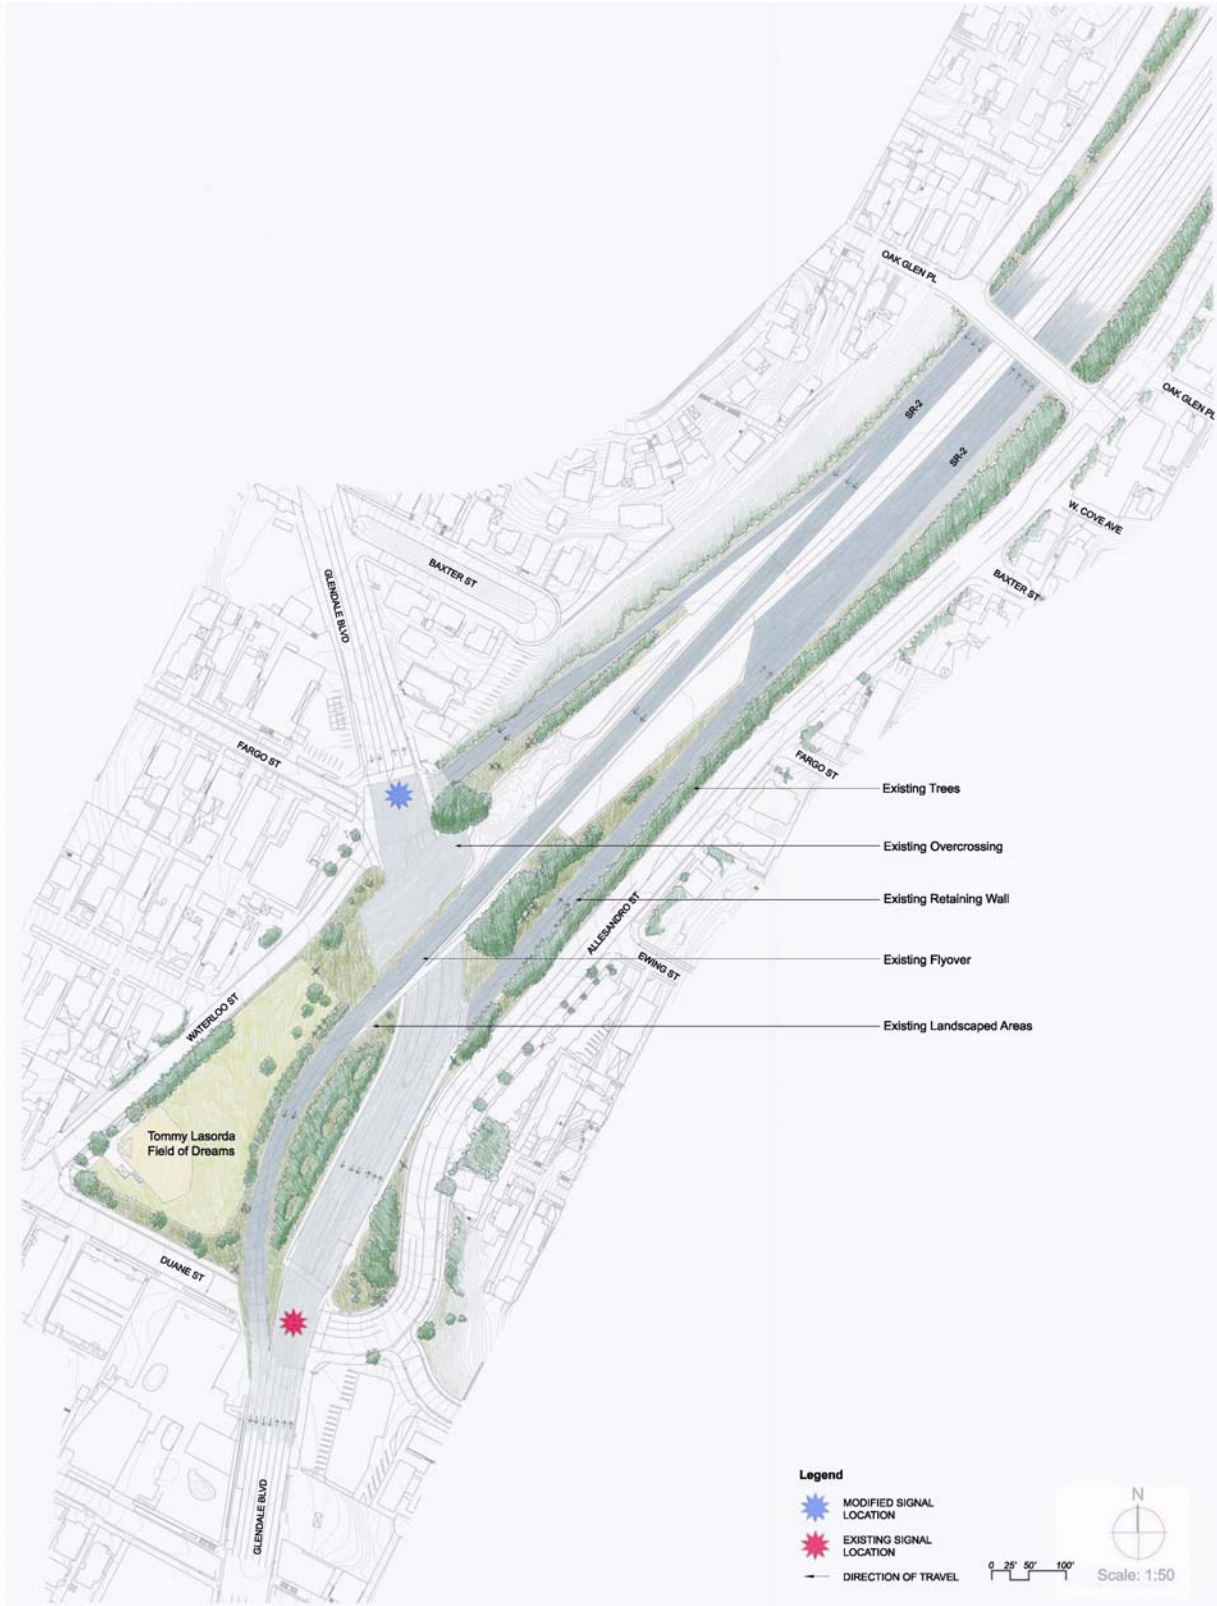 OAK GLEN PL
OAK GLEN PL
SR-2
SR-2
W. COVE AVE
BAXTER ST
BAXTER ST
GLENDALE BLVD
FARGO ST
FARGO ST
Existing Trees
Existing Overcrossing
Existing Retaining Wall
ALLESANDRO ST
EWING ST
Existing Flyover
WATERLOO ST
Existing Landscaped Areas
Tommy Lasorda
Field of Dreams
DUANE ST
GLENDALE BLVD
Legend
MODIFIED SIGNAL
LOCATION
EXISTING SIGNAL
LOCATION
DIRECTION OF TRAVEL
0 25' 50' 100'
N
Scale: 1:50